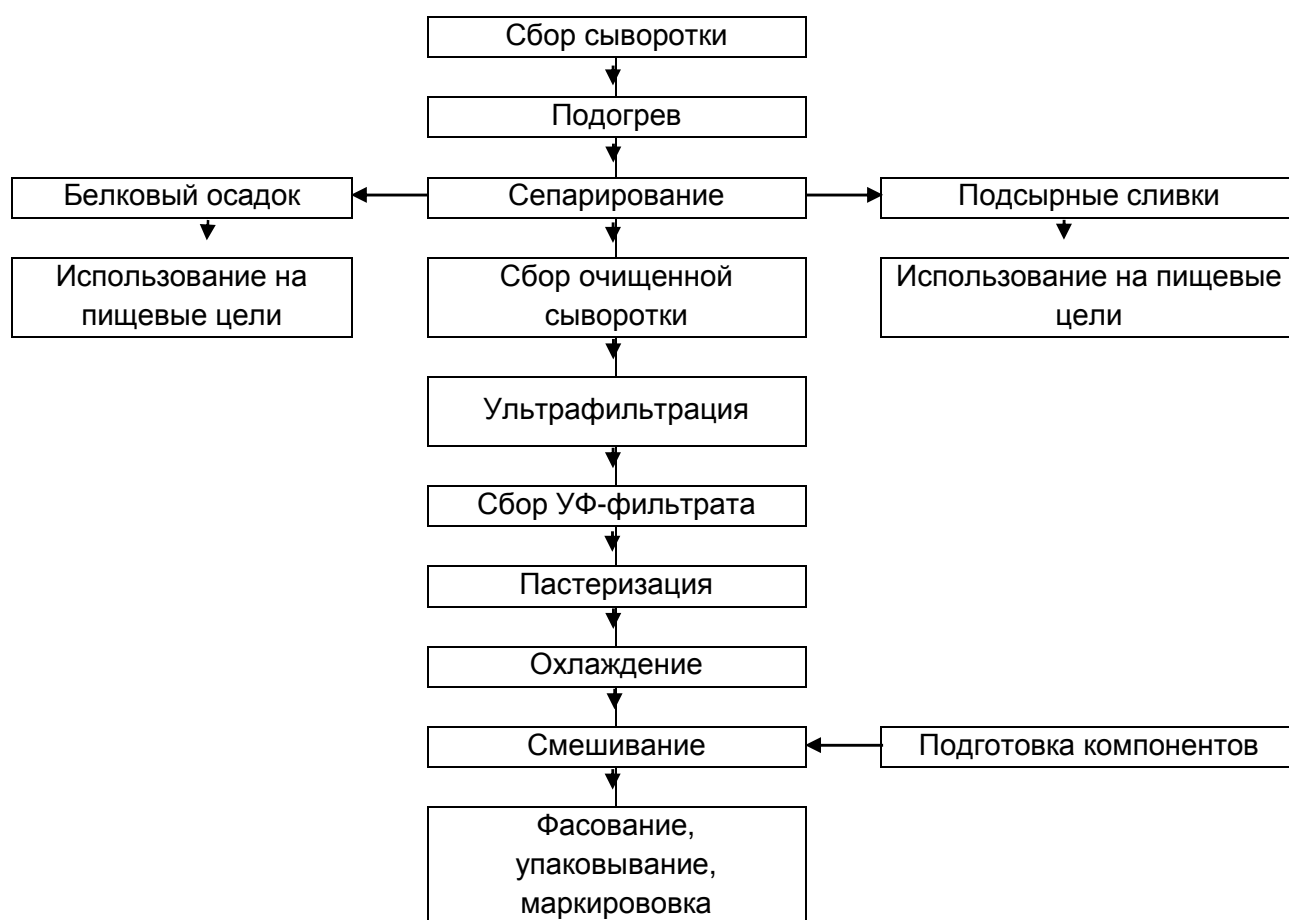 Сбор сыворотки
Подогрев
Белковый осадок
Сепарирование
Подсырные сливки
Использование на
пищевые цели
Сбор очищенной
сыворотки
Использование на пищевые
цели
Ультрафильтрация
Сбор УФ-фильтрата
Пастеризация
Охлаждение
Смешивание
Подготовка компонентов
Фасование,
упаковывание,
маркирововка